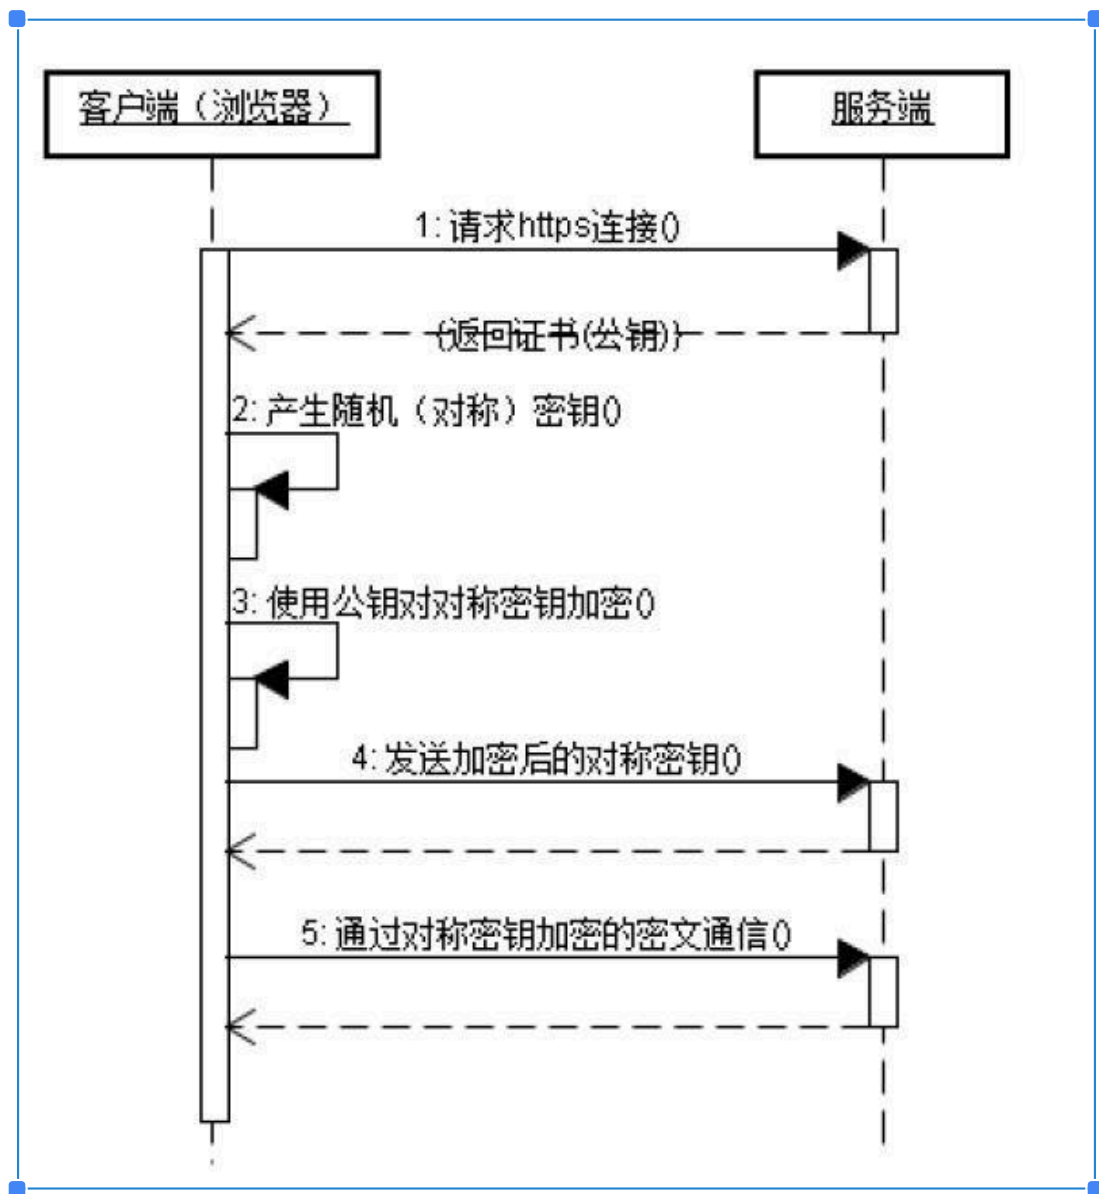 客户端（浏览器）
服务端
1: 请求https连接()
(返回证书(公钥))
2: 产生随机（对称）密钥()
3: 使用公钥对对称密钥加密()
4: 发送加密后的对称密钥()
5: 通过对称密钥加密的密文通信()